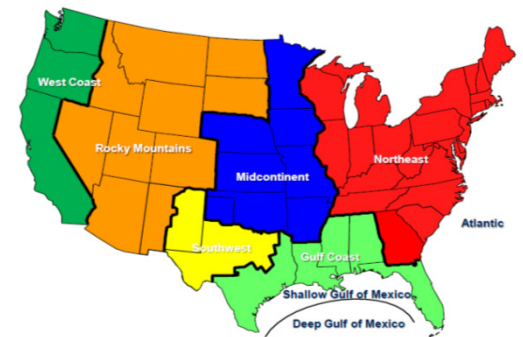 West Coast
Rocky Mountains
Northeast
Midcontinent
Atlantic
Southwest
Gulf Coast
Shallow Gulf of Mexico
Deep Gulf of Mexico